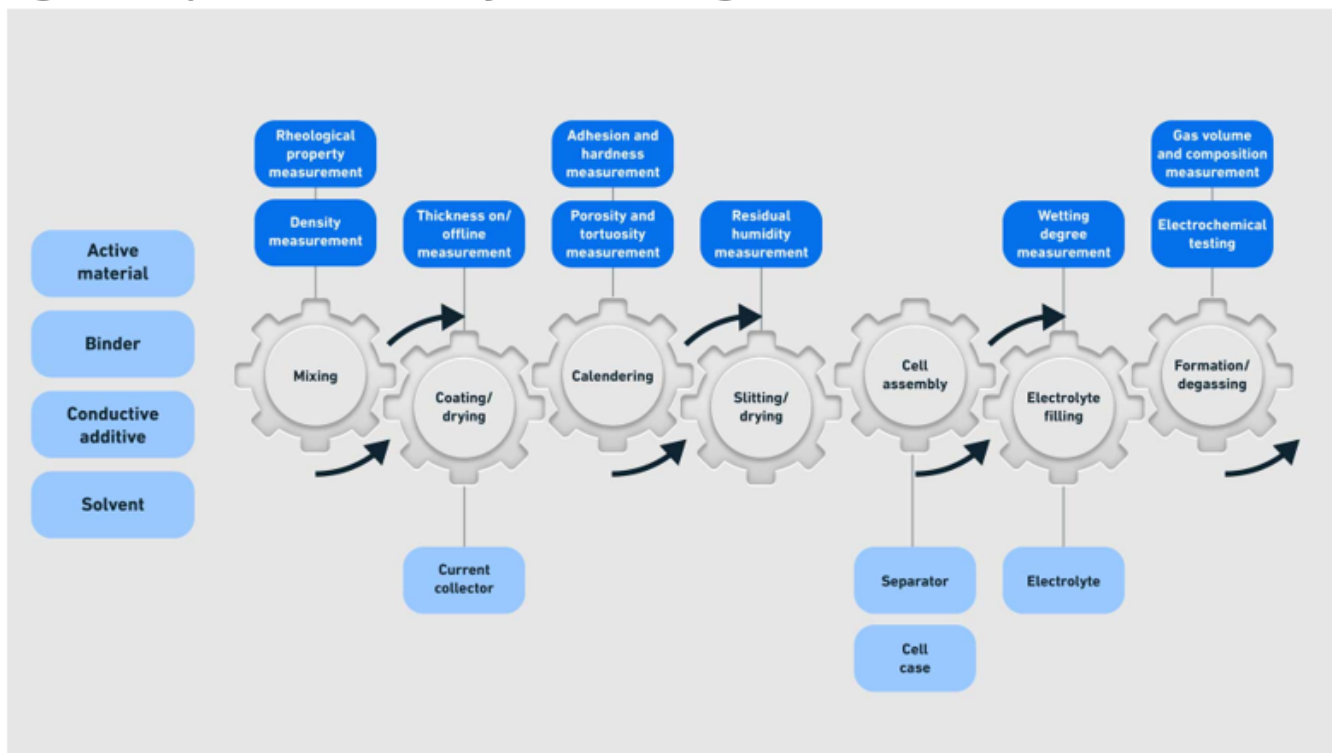 Rheological
property
measurement
Density
measurement
Thickness on/
offline
measurement
Adhesion and
hardness
measurement
Porosity and
tortuosity
measurement
Residual
humidity
measurement
Wetting
degree
measurement
Gas volume
and composition
measurement
Electrochemical
testing
Active
material
Binder
Conductive
additive
Solvent
Mixing
Coating/
drying
Calendering
Slitting/
drying
Cell
assembly
Electrolyte
filling
Formation/
degassing
Current
collector
Separator
Cell
case
Electrolyte